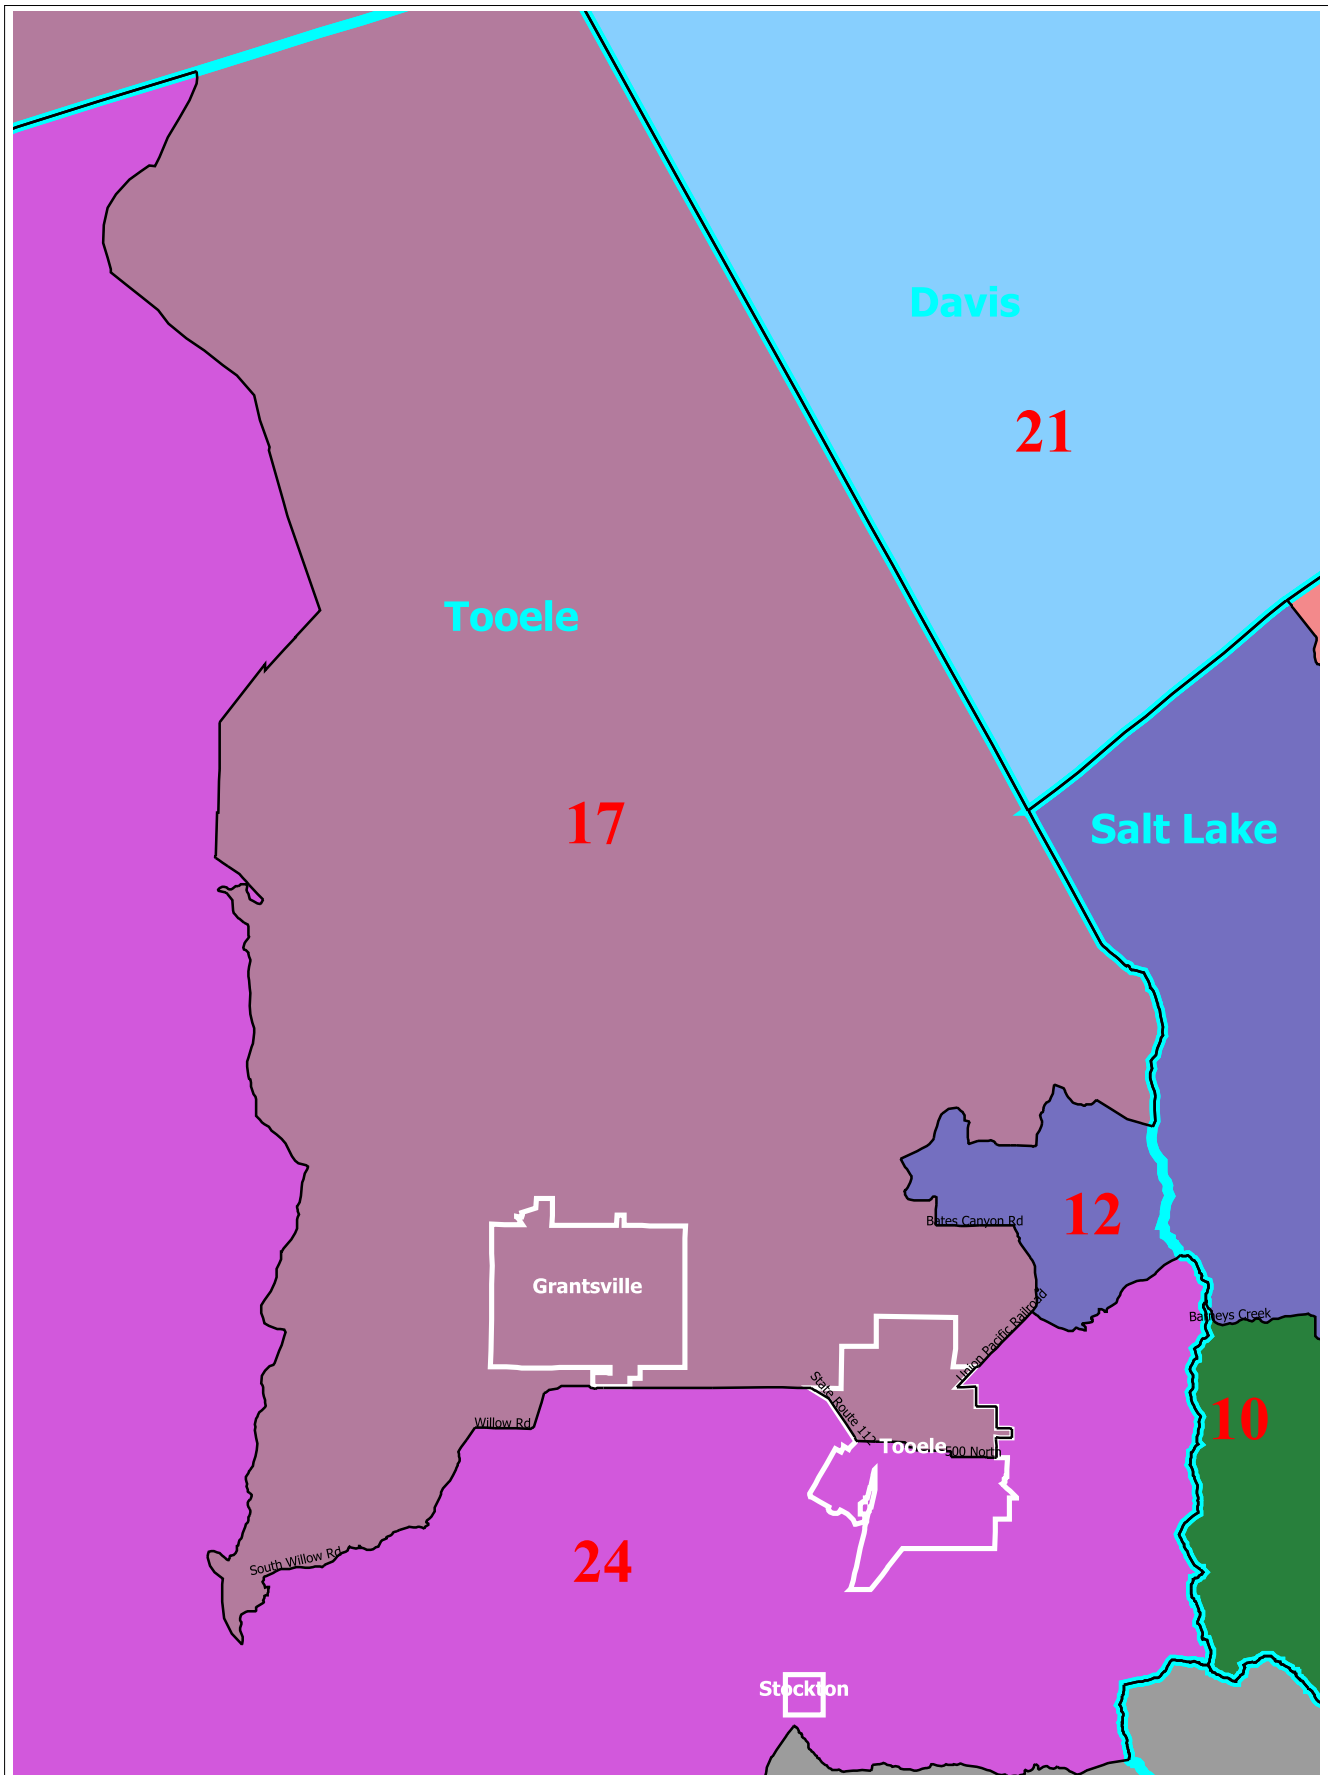 Davis
21
Tooele
17
Salt Lake
12
Bates Canyon Rd
Grantsville
Union Pacific Railroad
Barneys Creek
State Route 112
Willow Rd
10
Tooele
500 North
South Willow Rd
24
Stockton